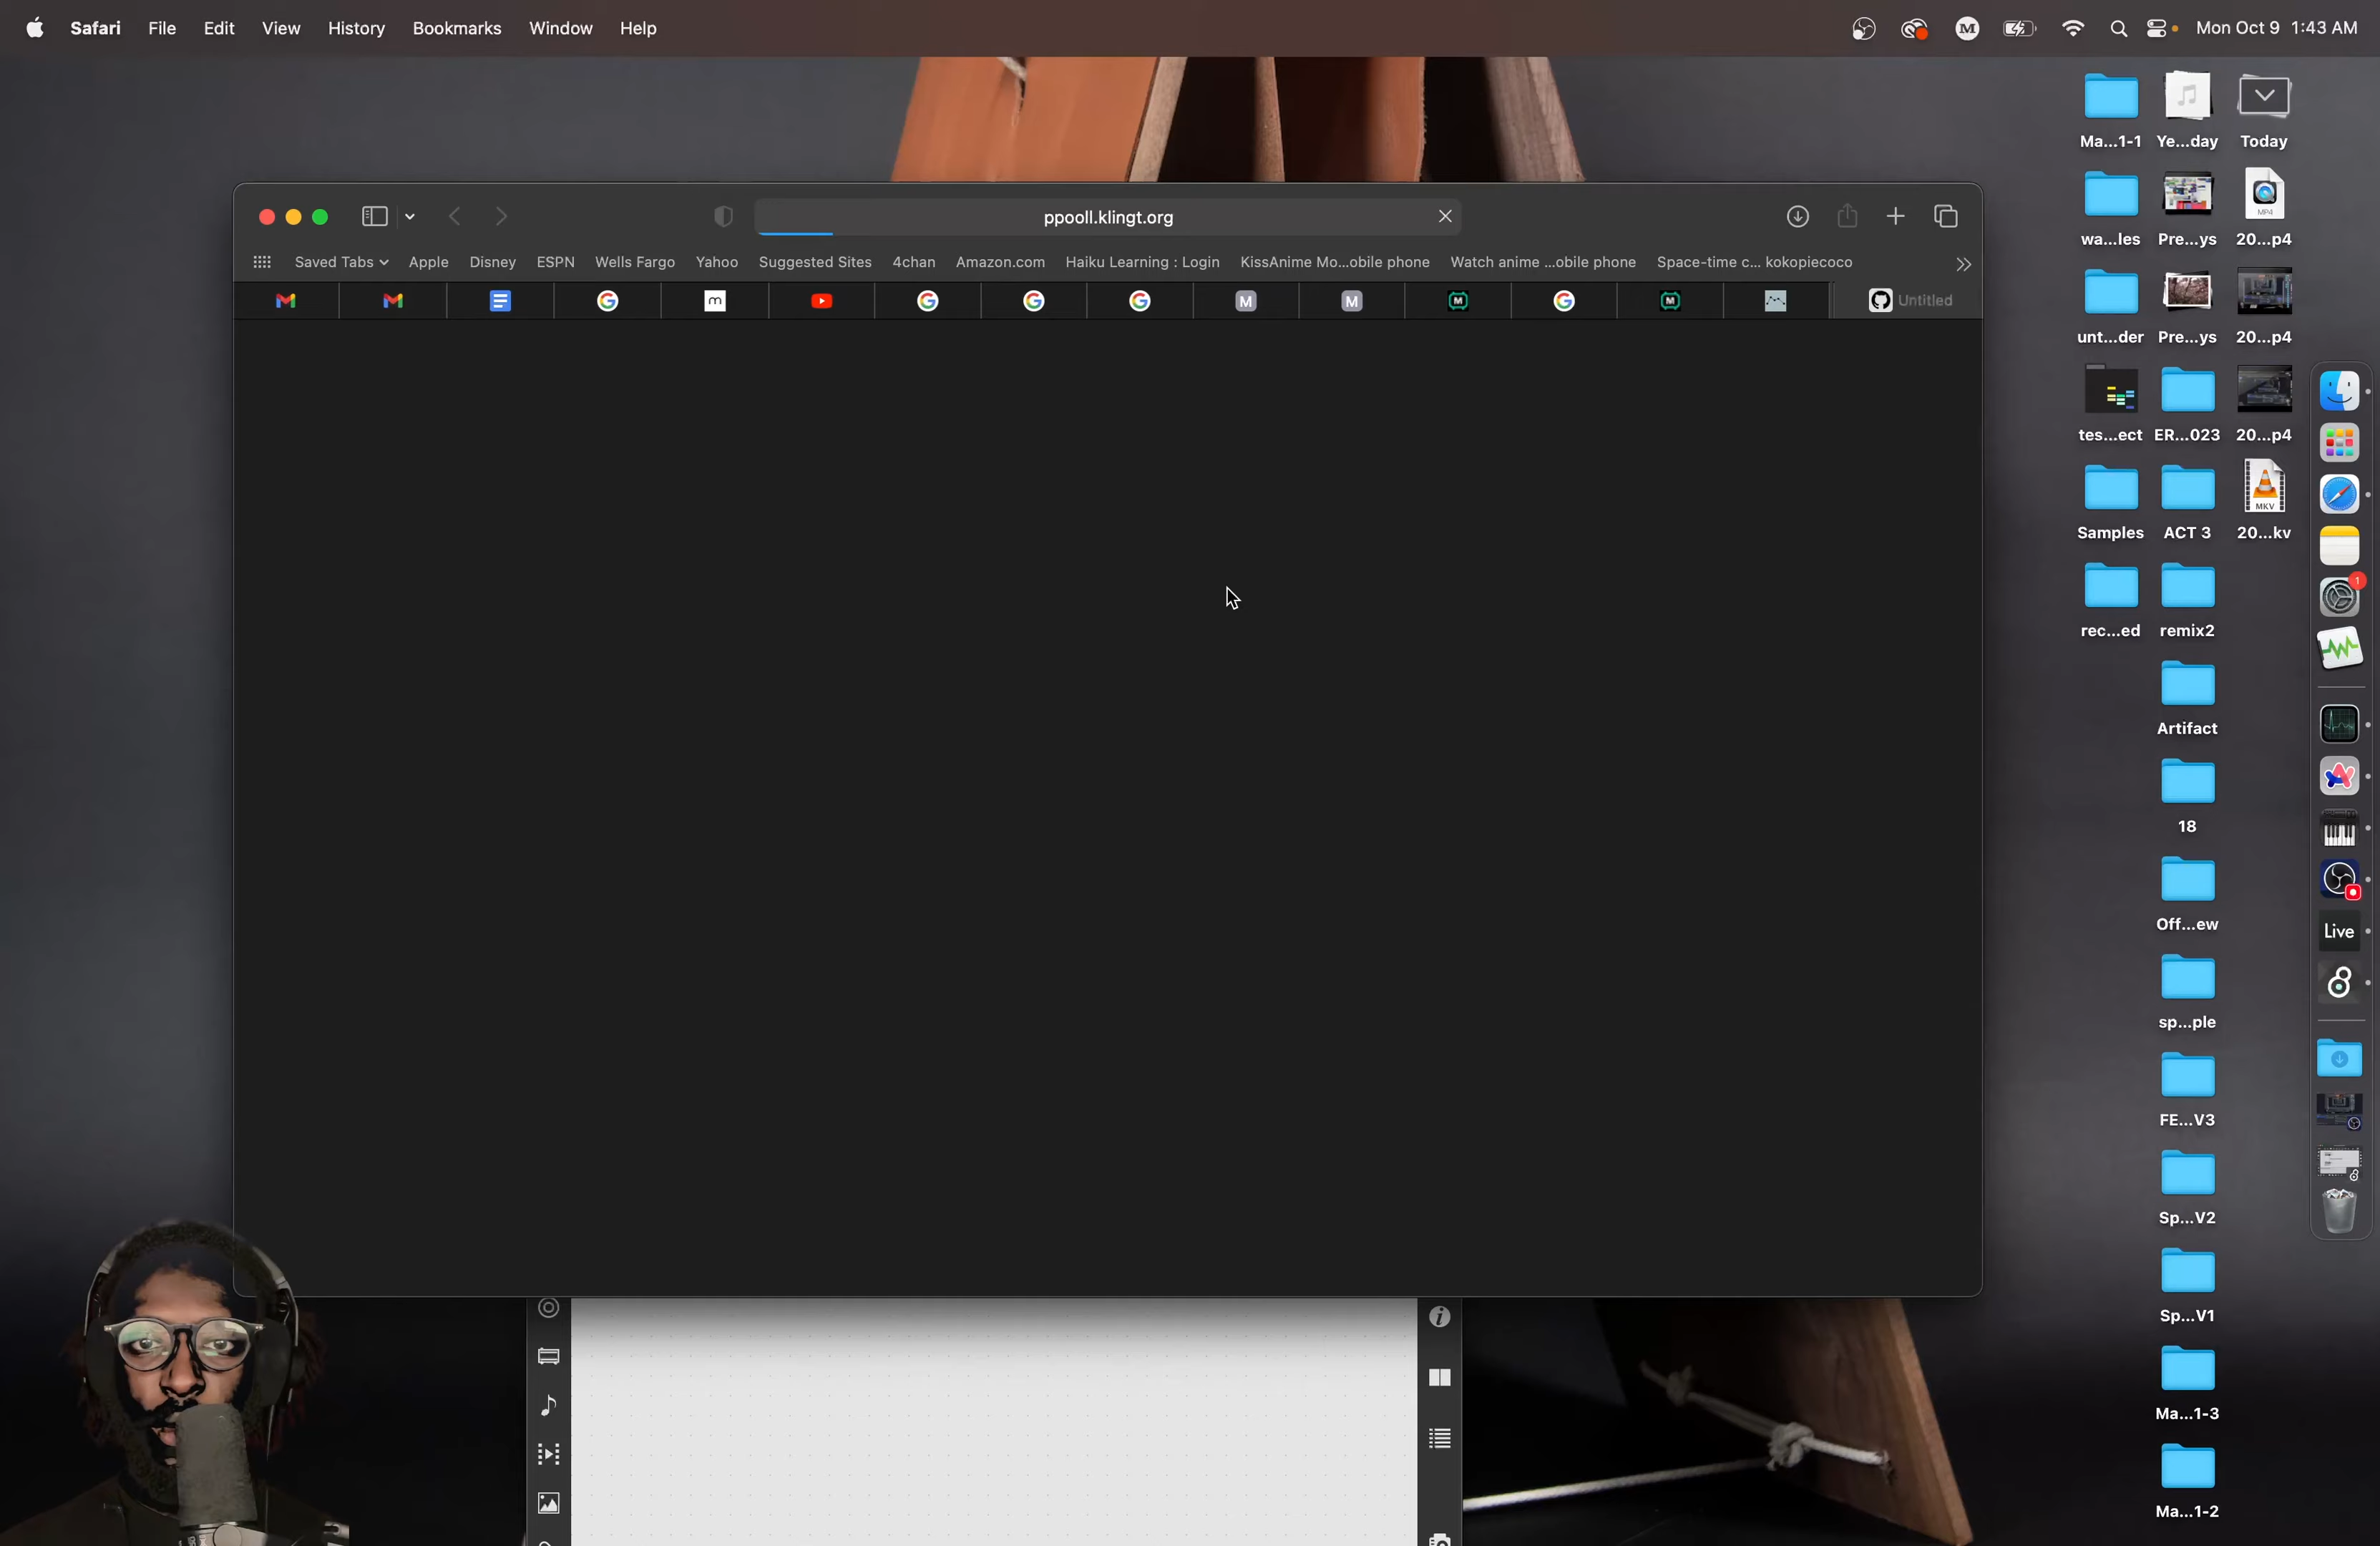 Safari File Edit View History Bookmarks Window Help
M
Mon Oct 9 1:43 AM
ppooll.klingt.org
Saved Tabs Apple Disney ESPN Wells Fargo Yahoo Suggested Sites 4chan Amazon.com Haiku Learning : Login KissAnime Mo...obile phone Watch anime ...obile phone Space-time c... kokopiecoco
m
M
M
M
M
Untitled
Ma...1-1 Ye...day Today
MP4
wa...les Pre...ys 20...p4
unt...der Pre...ys 20...p4
tes...ect ER...023 20...p4
MKV
Samples ACT 3 20...kv
1
rec...ed remix2
Artifact
18
Off...ew
Live
sp...ple
FE...V3
Sp...V2
Sp...V1
Ma...1-3
Ma...1-2